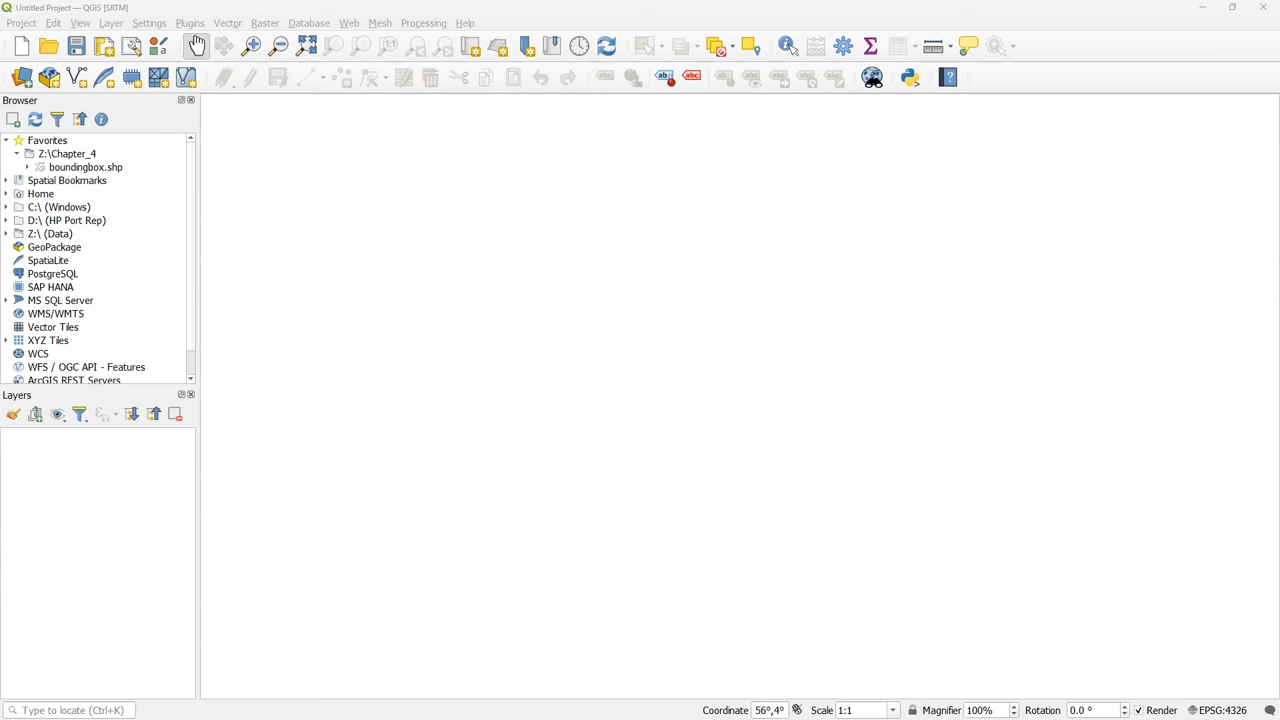 Untitled Project — QGIS [SRTM]
Project Edit View Layer Settings Plugins Vector Raster Database Web Mesh Processing Help
Browser
Favorites
Z:\Chapter_4
boundingbox.shp
Spatial Bookmarks
Home
C:\ (Windows)
D:\ (HP Port Rep)
Z:\ (Data)
GeoPackage
SpatiaLite
PostgreSQL
SAP HANA
MS SQL Server
WMS/WMTS
Vector Tiles
XYZ Tiles
WCS
WFS / OGC API - Features
ArcGIS REST Servers
Layers
Type to locate (Ctrl+K) Coordinate 56°,4° Scale 1:1 Magnifier 100% Rotation 0.0 ° Render EPSG:4326